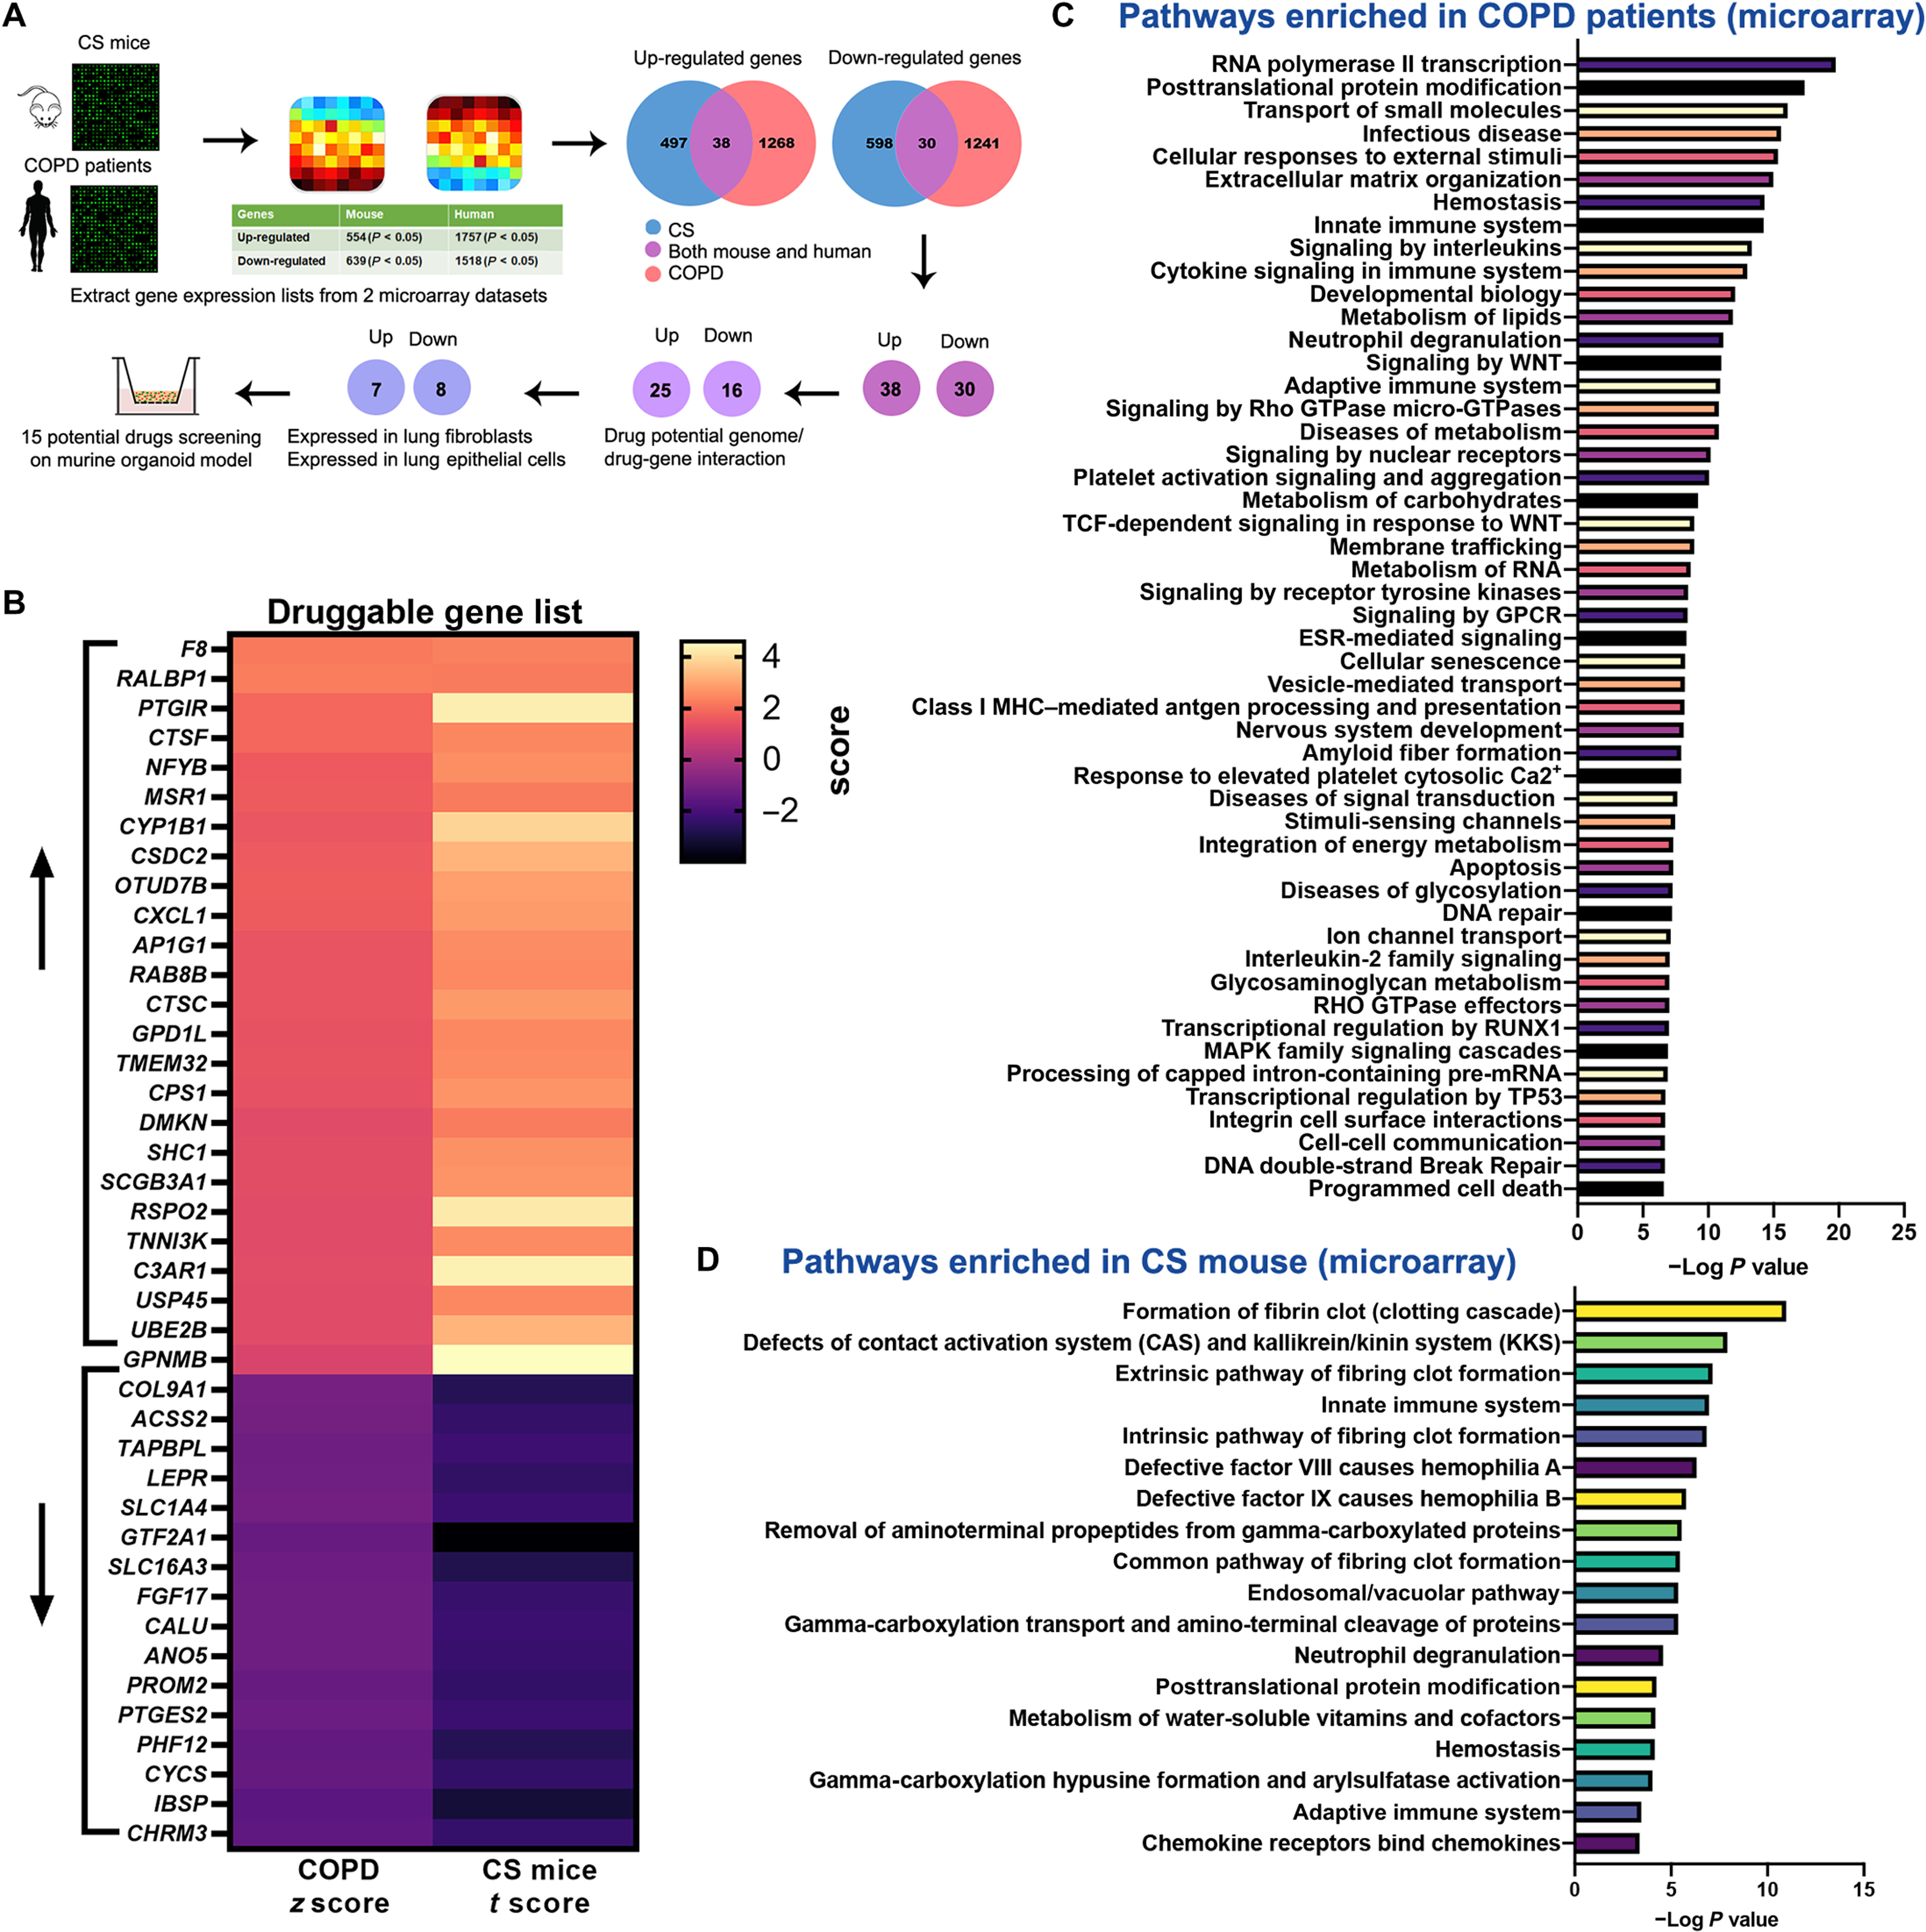 A
CS mice
COPD patients
Genes Mouse Human
Up-regulated 554 (P < 0.05) 1757 (P < 0.05)
Down-regulated 639 (P < 0.05) 1518 (P < 0.05)
Extract gene expression lists from 2 microarray datasets
Up-regulated genes Down-regulated genes
497 38 1268 598 30 1241
CS
Both mouse and human
COPD
Up Down Up Down Up Down
7 8 25 16 38 30
15 potential drugs screening
on murine organoid model
Expressed in lung fibroblasts
Expressed in lung epithelial cells
Drug potential genome/
drug-gene interaction
B
Druggable gene list
F8
RALBP1
PTGIR
CTSF
NFYB
MSR1
CYP1B1
CSDC2
OTUD7B
CXCL1
AP1G1
RAB8B
CTSC
GPD1L
TMEM32
CPS1
DMKN
SHC1
SCGB3A1
RSPO2
TNNI3K
C3AR1
USP45
UBE2B
GPNMB
COL9A1
ACSS2
TAPBPL
LEPR
SLC1A4
GTF2A1
SLC16A3
FGF17
CALU
ANO5
PROM2
PTGES2
PHF12
CYCS
IBSP
CHRM3
COPD CS mice
z score t score
4
2
0
−2
score
C
Pathways enriched in COPD patients (microarray)
RNA polymerase II transcription
Posttranslational protein modification
Transport of small molecules
Infectious disease
Cellular responses to external stimuli
Extracellular matrix organization
Hemostasis
Innate immune system
Signaling by interleukins
Cytokine signaling in immune system
Developmental biology
Metabolism of lipids
Neutrophil degranulation
Signaling by WNT
Adaptive immune system
Signaling by Rho GTPase micro-GTPases
Diseases of metabolism
Signaling by nuclear receptors
Platelet activation signaling and aggregation
Metabolism of carbohydrates
TCF-dependent signaling in response to WNT
Membrane trafficking
Metabolism of RNA
Signaling by receptor tyrosine kinases
Signaling by GPCR
ESR-mediated signaling
Cellular senescence
Vesicle-mediated transport
Class I MHC–mediated antgen processing and presentation
Nervous system development
Amyloid fiber formation
Response to elevated platelet cytosolic Ca2⁺
Diseases of signal transduction
Stimuli-sensing channels
Integration of energy metabolism
Apoptosis
Diseases of glycosylation
DNA repair
Ion channel transport
Interleukin-2 family signaling
Glycosaminoglycan metabolism
RHO GTPase effectors
Transcriptional regulation by RUNX1
MAPK family signaling cascades
Processing of capped intron-containing pre-mRNA
Transcriptional regulation by TP53
Integrin cell surface interactions
Cell-cell communication
DNA double-strand Break Repair
Programmed cell death
0 5 10 15 20 25
−Log P value
D
Pathways enriched in CS mouse (microarray)
Formation of fibrin clot (clotting cascade)
Defects of contact activation system (CAS) and kallikrein/kinin system (KKS)
Extrinsic pathway of fibring clot formation
Innate immune system
Intrinsic pathway of fibring clot formation
Defective factor VIII causes hemophilia A
Defective factor IX causes hemophilia B
Removal of aminoterminal propeptides from gamma-carboxylated proteins
Common pathway of fibring clot formation
Endosomal/vacuolar pathway
Gamma-carboxylation transport and amino-terminal cleavage of proteins
Neutrophil degranulation
Posttranslational protein modification
Metabolism of water-soluble vitamins and cofactors
Hemostasis
Gamma-carboxylation hypusine formation and arylsulfatase activation
Adaptive immune system
Chemokine receptors bind chemokines
0 5 10 15
−Log P value